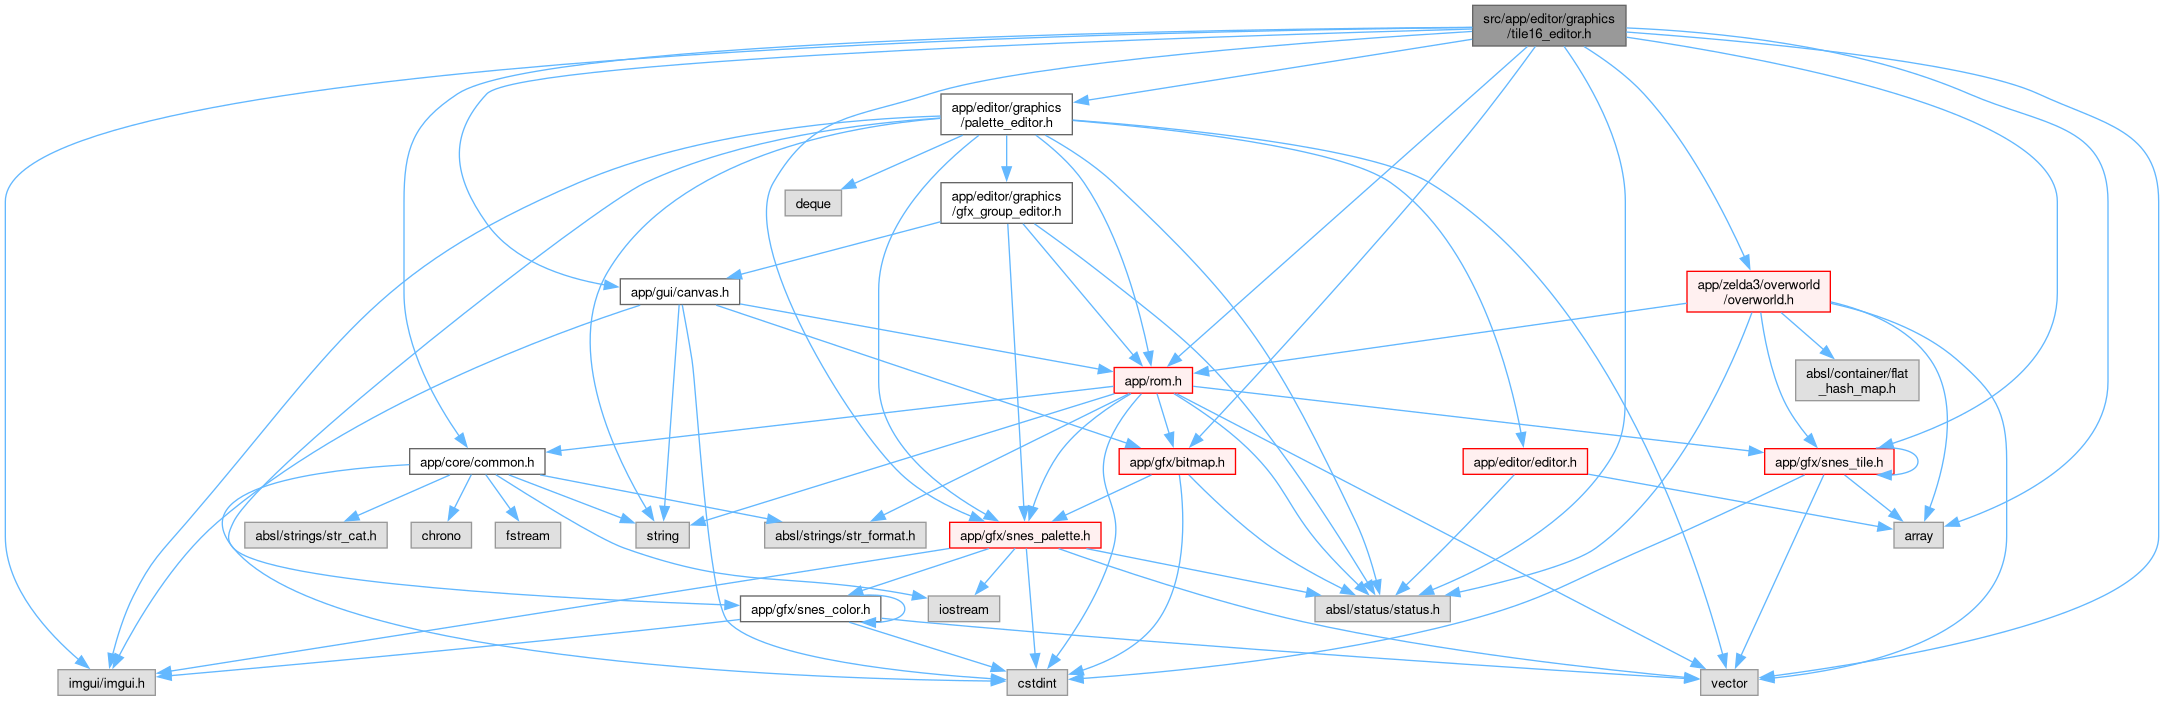 src/app/editor/graphics
/tile16_editor.h
app/editor/graphics
/palette_editor.h
deque
app/editor/graphics
/gfx_group_editor.h
app/gui/canvas.h
app/zelda3/overworld
/overworld.h
app/rom.h
absl/container/flat
_hash_map.h
app/core/common.h
app/gfx/bitmap.h
app/editor/editor.h
app/gfx/snes_tile.h
absl/strings/str_cat.h
chrono
fstream
string
absl/strings/str_format.h
app/gfx/snes_palette.h
array
app/gfx/snes_color.h
iostream
absl/status/status.h
imgui/imgui.h
cstdint
vector